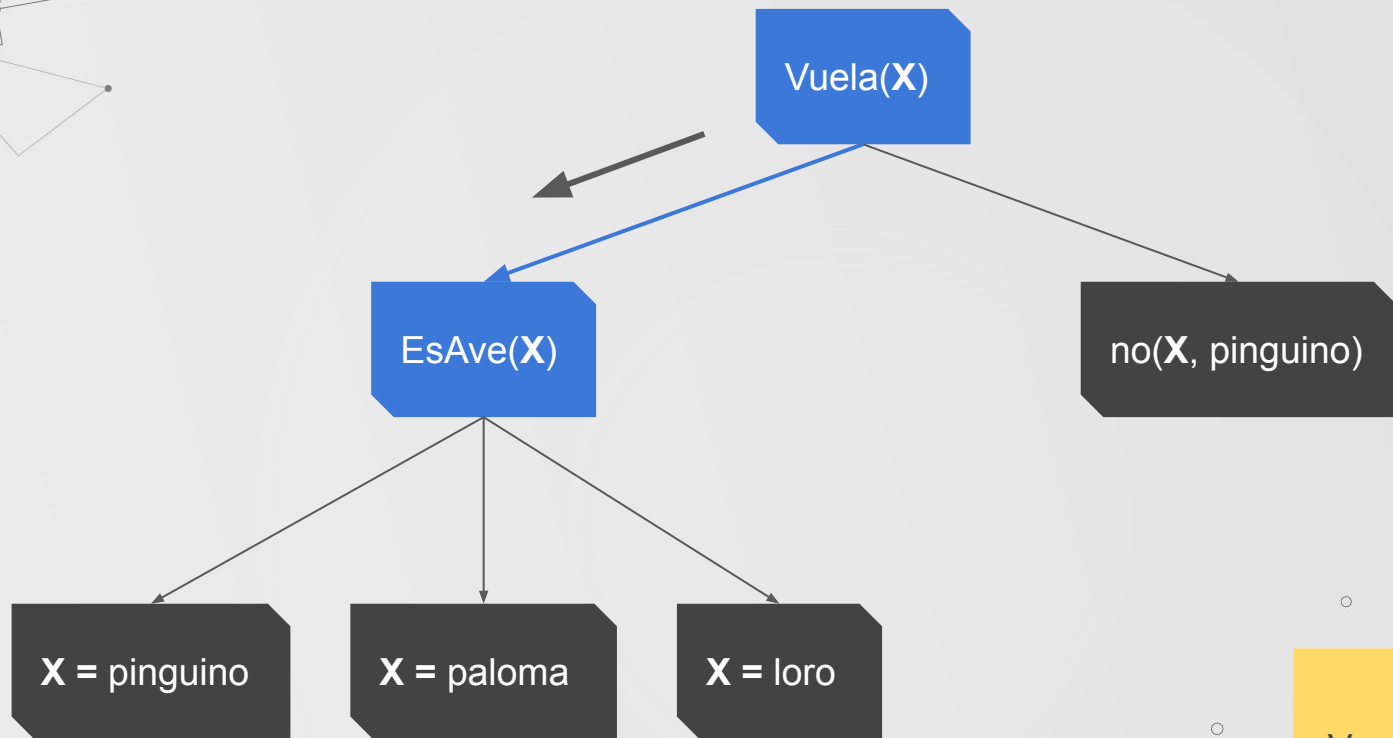 Vuela(X)
EsAve(X)
no(X, pinguino)
X = pinguino
X = paloma
X = loro